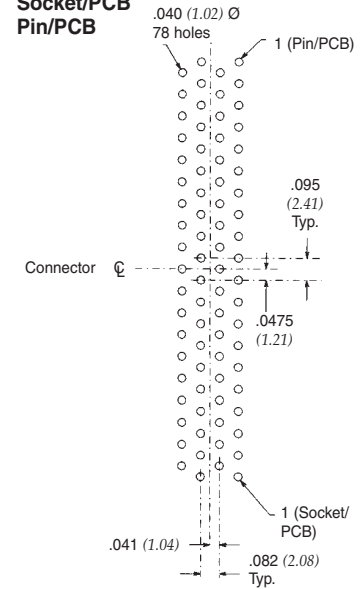 Socket/PCB
Pin/PCB
.040 (1.02) Ø
78 holes
1 (Pin/PCB)
.095
(2.41)
Typ.
Connector ℄
.0475
(1.21)
1 (Socket/
PCB)
.041 (1.04)
.082 (2.08)
Typ.